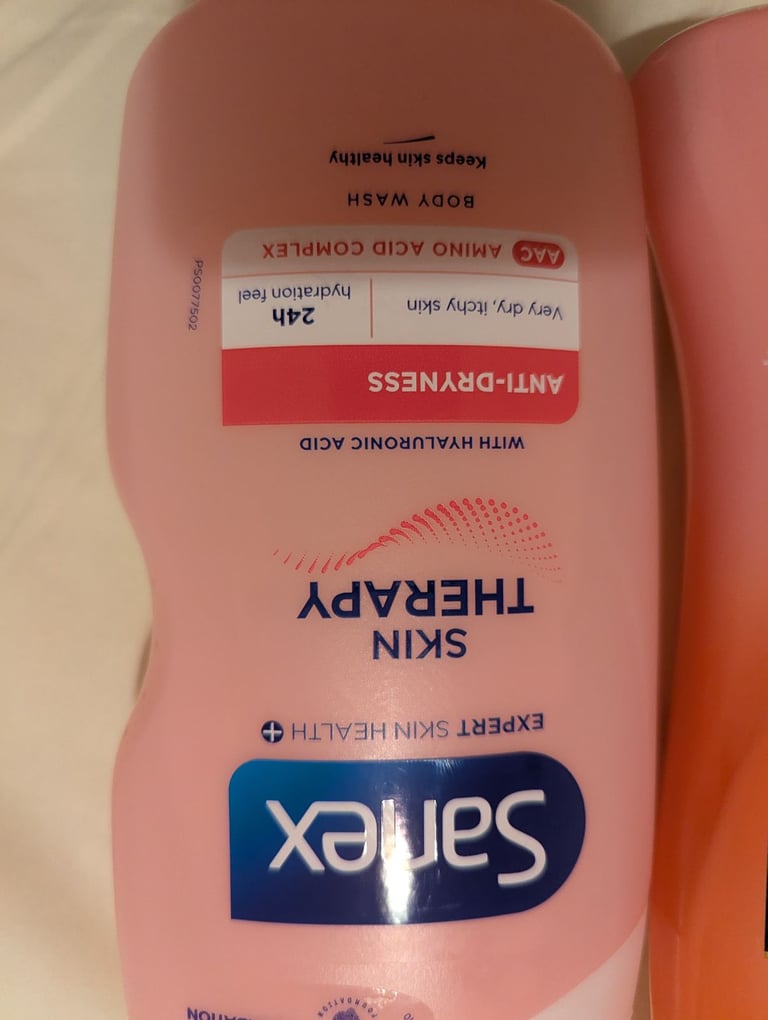 Sanex
EXPERT SKIN HEALTH +
SKIN
THERAPY
WITH HYALURONIC ACID
ANTI-DRYNESS
Very dry, itchy skin
24h
hydration feel
AAC AMINO ACID COMPLEX
BODY WASH
Keeps skin healthy
PS0077502
FOUNDATION